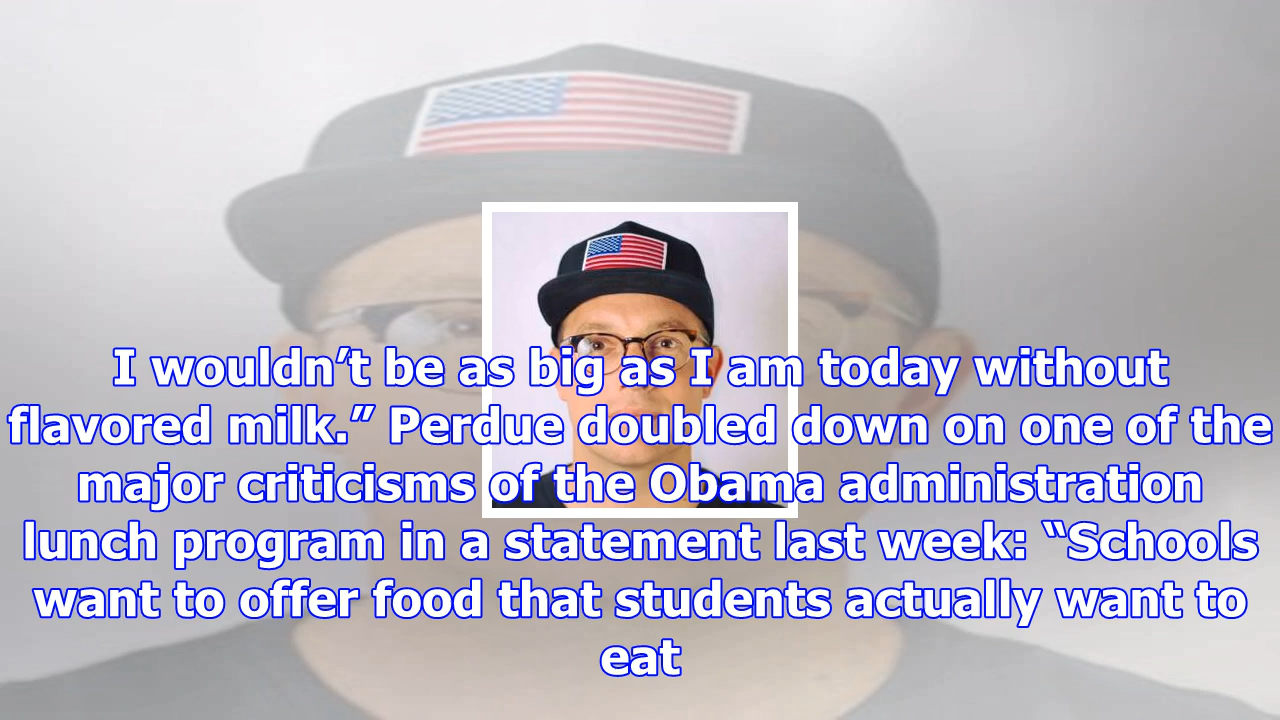 I wouldn’t be as big as I am today without
flavored milk.” Perdue doubled down on one of the
major criticisms of the Obama administration
lunch program in a statement last week: “Schools
want to offer food that students actually want to
eat